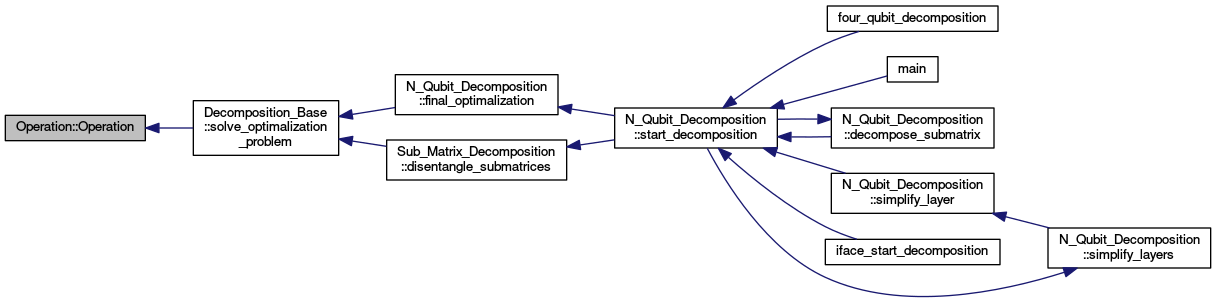 Operation::Operation
Decomposition_Base
::solve_optimalization
_problem
N_Qubit_Decomposition
::final_optimalization
Sub_Matrix_Decomposition
::disentangle_submatrices
N_Qubit_Decomposition
::start_decomposition
four_qubit_decomposition
main
N_Qubit_Decomposition
::decompose_submatrix
N_Qubit_Decomposition
::simplify_layer
iface_start_decomposition
N_Qubit_Decomposition
::simplify_layers